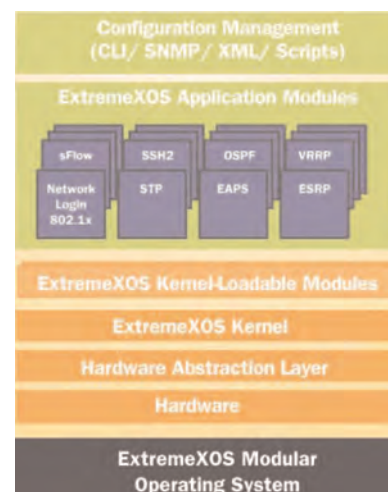 Configuration Management
(CLI/ SNMP/ XML/ Scripts)
ExtremeXOS Application Modules
sFlow
SSH2
OSPF
VRRP
Network
Login
802.1x
STP
EAPS
ESRP
ExtremeXOS Kernel-Loadable Modules
ExtremeXOS Kernel
Hardware Abstraction Layer
Hardware
ExtremeXOS Modular
Operating System